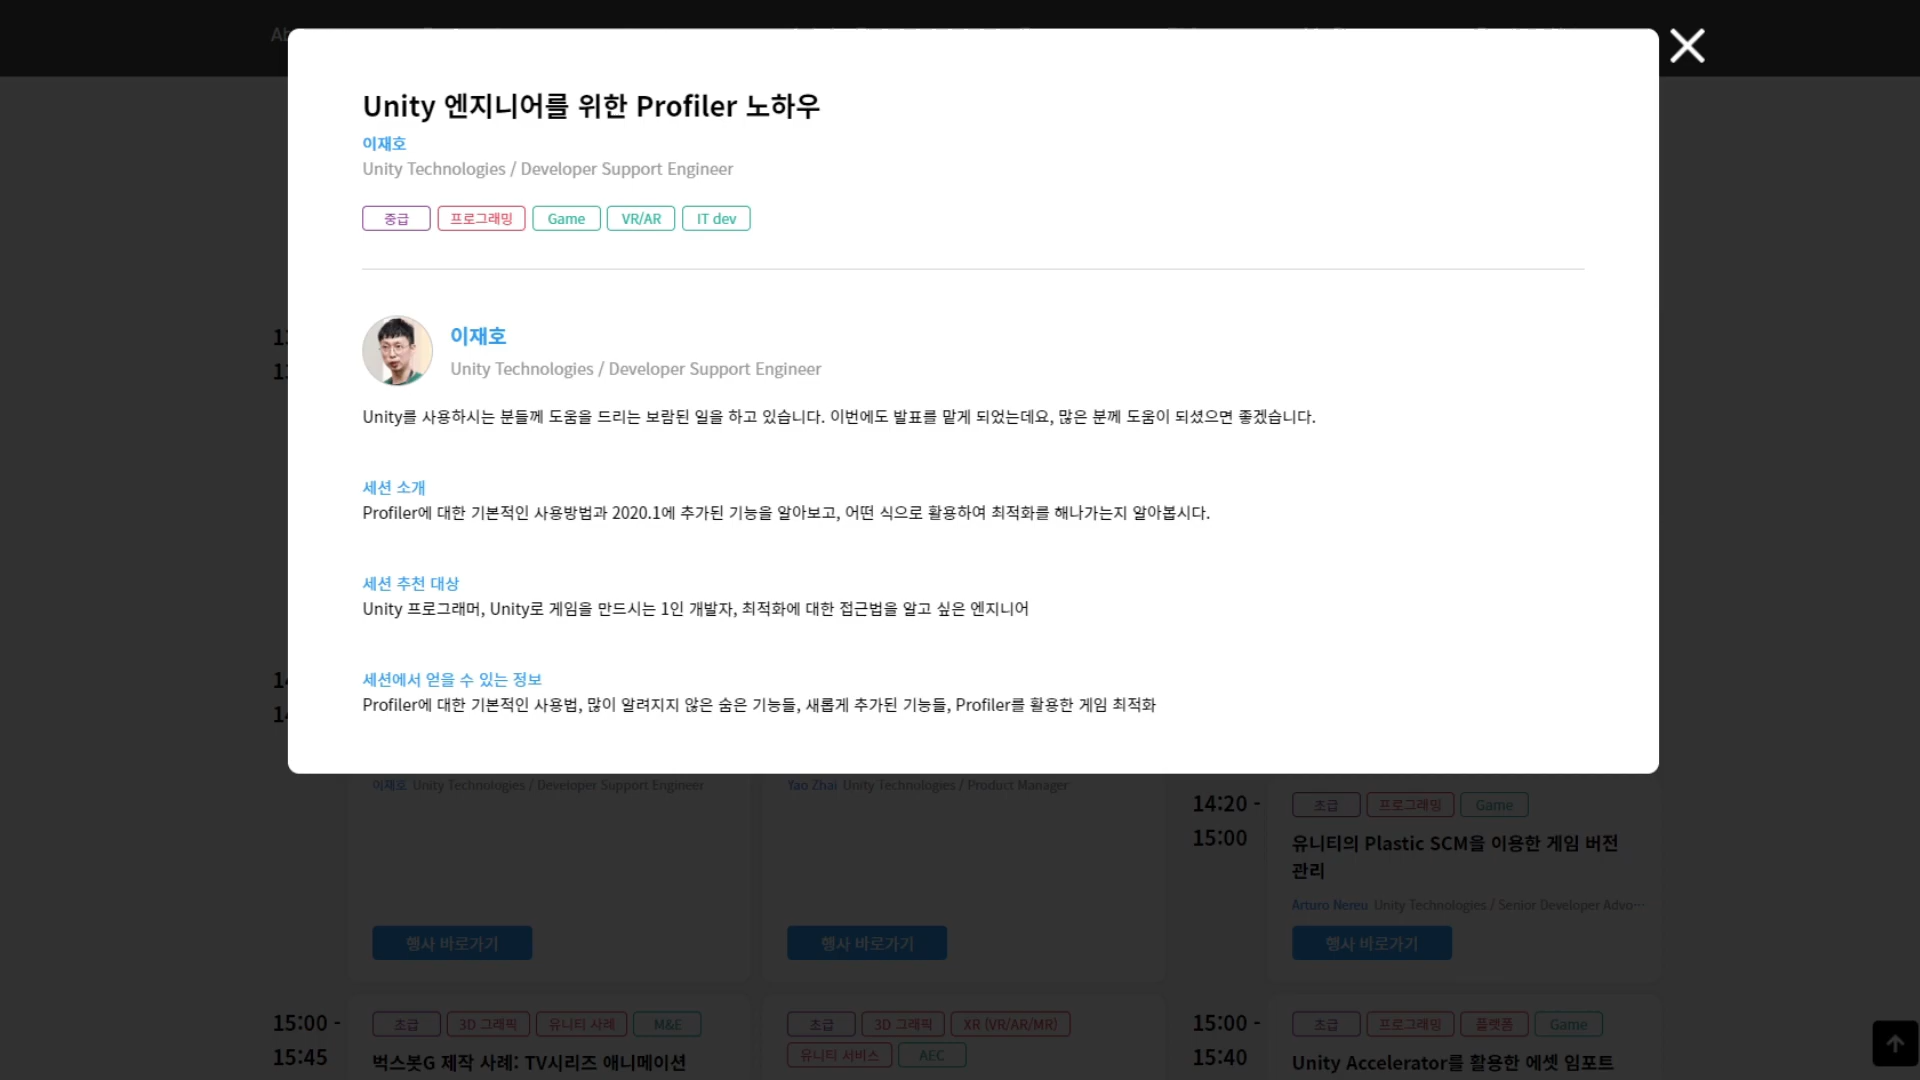 Unity 엔지니어를 위한 Profiler 노하우
이재호
Unity Technologies / Developer Support Engineer
중급 프로그래밍 Game VR/AR IT dev
이재호
Unity Technologies / Developer Support Engineer
Unity를 사용하시는 분들께 도움을 드리는 보람된 일을 하고 있습니다. 이번에도 발표를 맡게 되었는데요, 많은 분께 도움이 되셨으면 좋겠습니다.
세션 소개
Profiler에 대한 기본적인 사용방법과 2020.1에 추가된 기능을 알아보고, 어떤 식으로 활용하여 최적화를 해나가는지 알아봅시다.
세션 추천 대상
Unity 프로그래머, Unity로 게임을 만드시는 1인 개발자, 최적화에 대한 접근법을 알고 싶은 엔지니어
세션에서 얻을 수 있는 정보
Profiler에 대한 기본적인 사용법, 많이 알려지지 않은 숨은 기능들, 새롭게 추가된 기능들, Profiler를 활용한 게임 최적화
이재호 Unity Technologies / Developer Support Engineer
행사 바로가기
Yao Zhai Unity Technologies / Product Manager
행사 바로가기
14:20 -
15:00
초급 프로그래밍 Game
유니티의 Plastic SCM을 이용한 게임 버전
관리
Arturo Nereu Unity Technologies / Senior Developer Advo…
행사 바로가기
15:00 -
15:45
초급 3D 그래픽 유니티 사례 M&E
벅스봇G 제작 사례: TV시리즈 애니메이션
초급 3D 그래픽 XR (VR/AR/MR)
유니티 서비스 AEC
15:00 -
15:40
초급 프로그래밍 플랫폼 Game
Unity Accelerator를 활용한 에셋 임포트